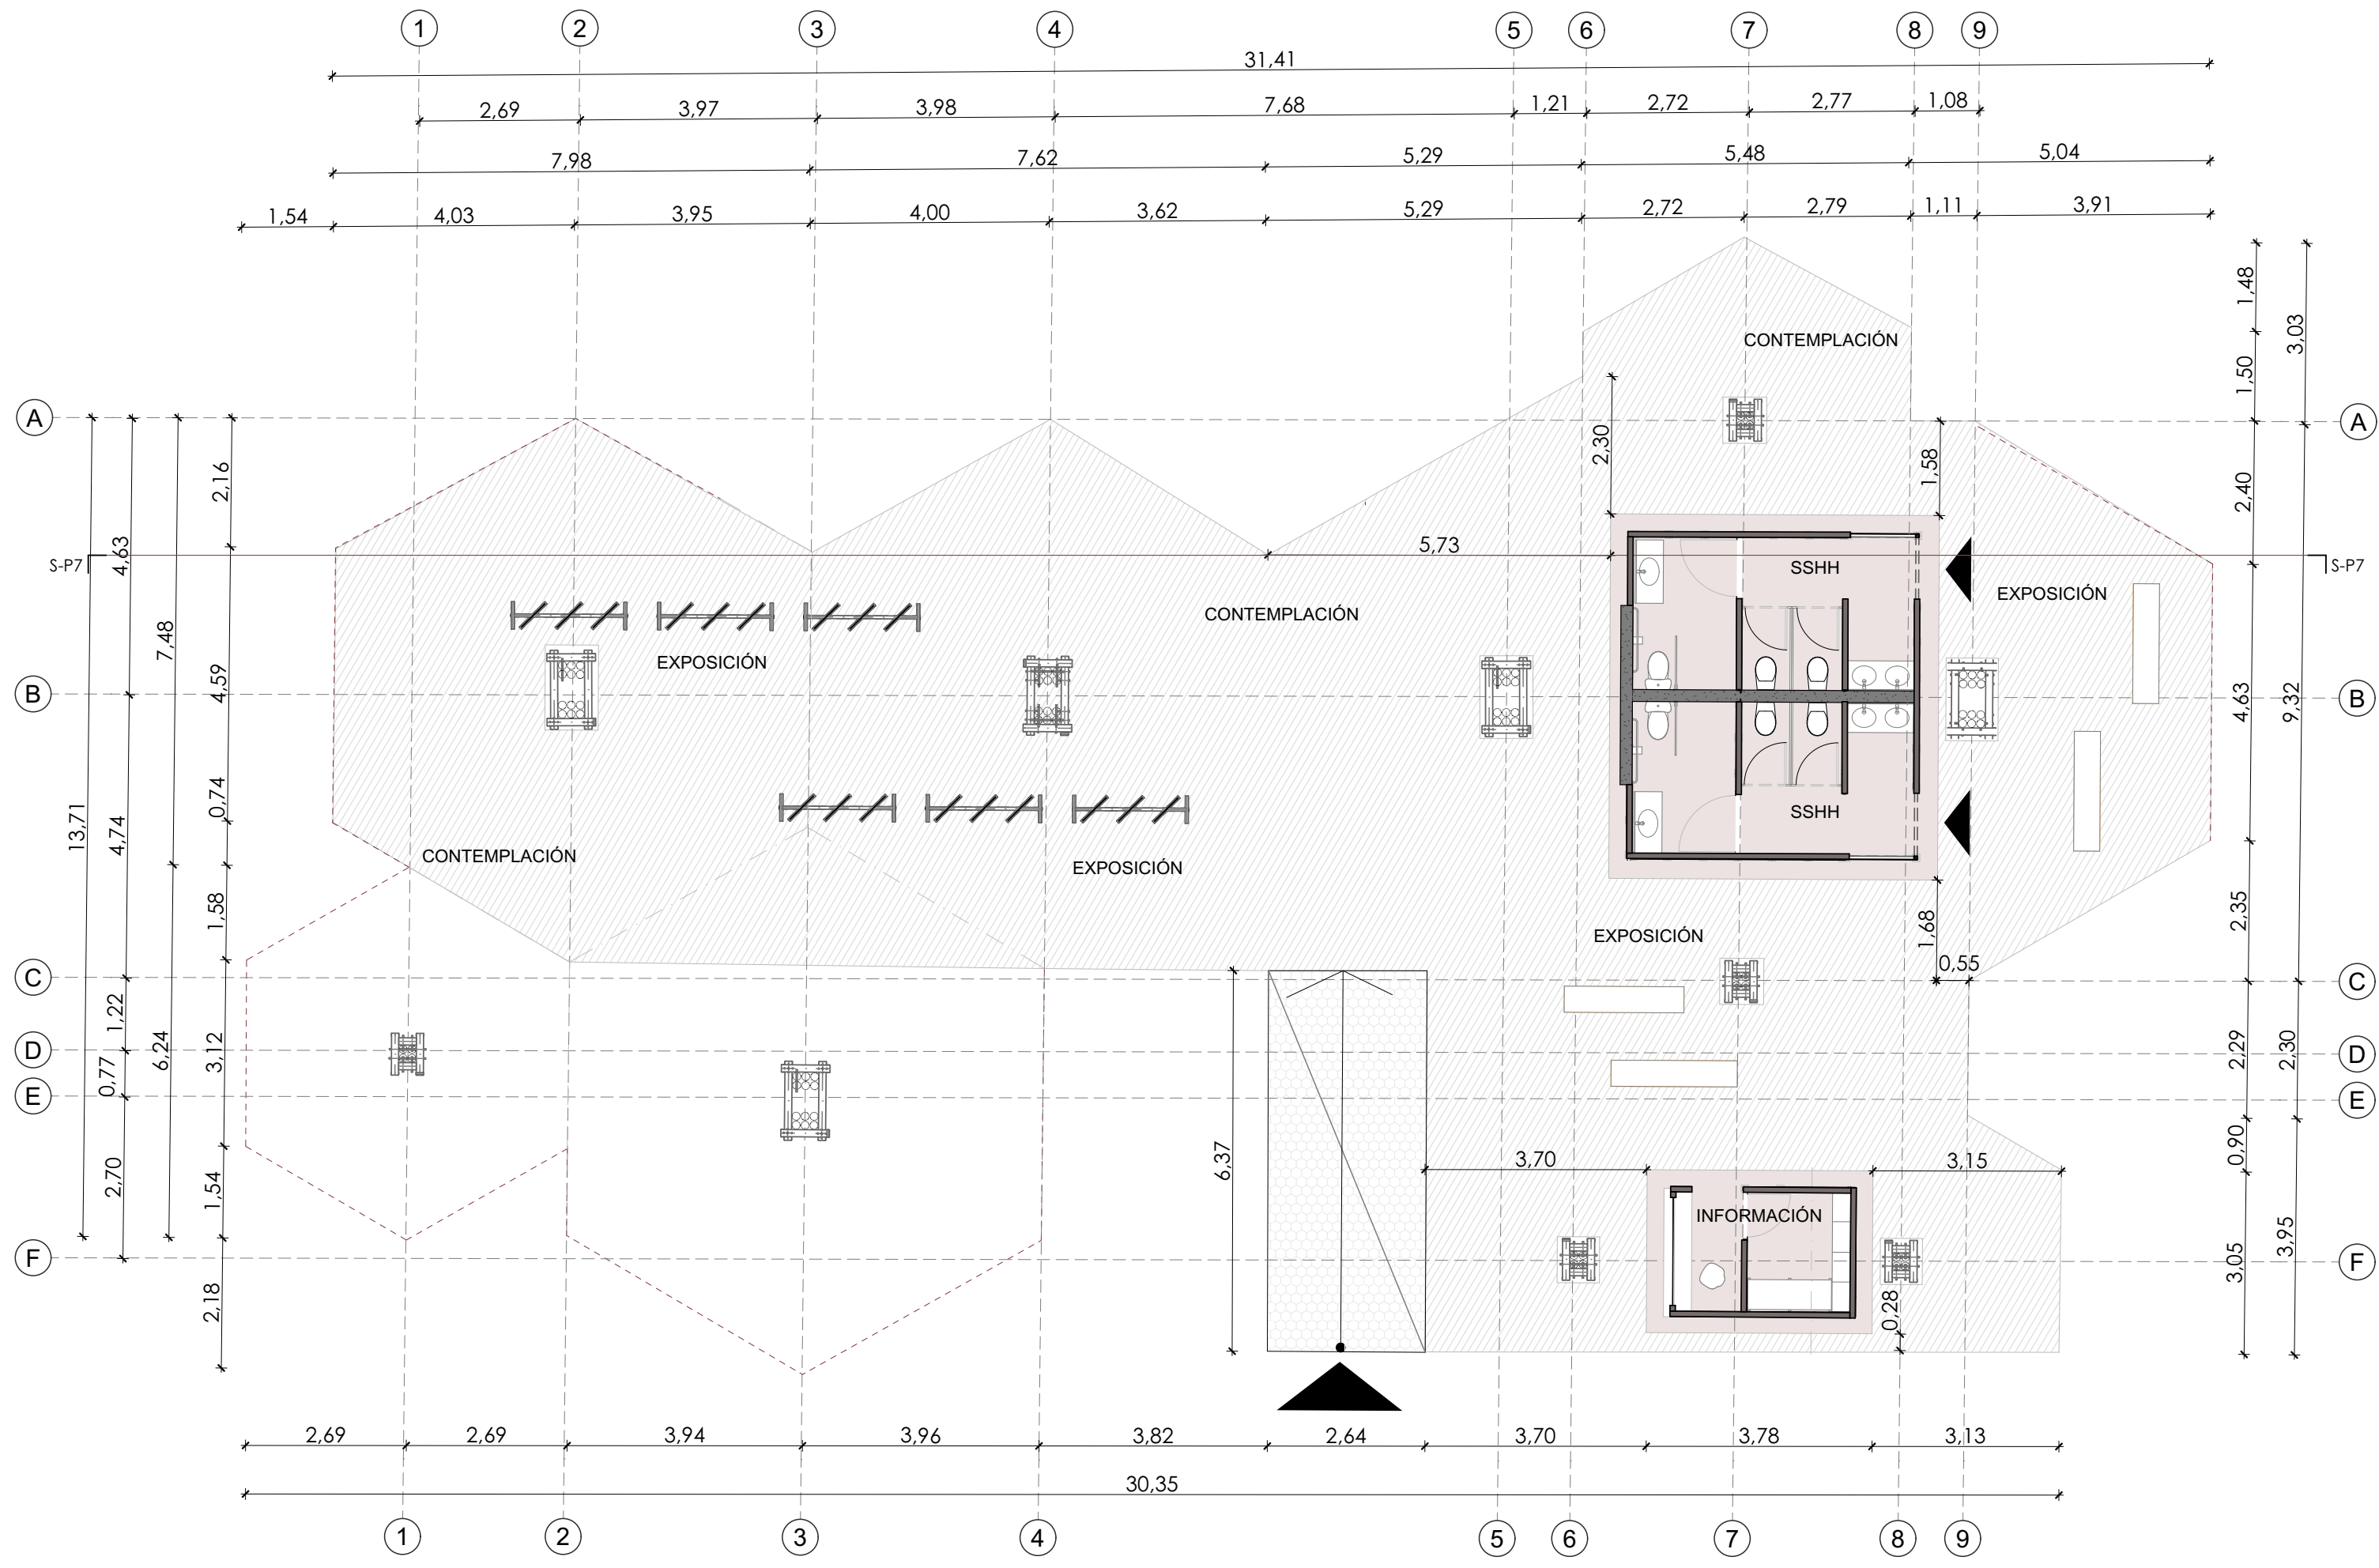 1 2 3 4 5 6 7 8 9
31,41
2,69 3,97 3,98 7,68 1,21 2,72 2,77 1,08
7,98 7,62 5,29 5,48 5,04
1,54 4,03 3,95 4,00 3,62 5,29 2,72 2,79 1,11 3,91
1,48
3,03
CONTEMPLACIÓN
1,50
A A
2,30
1,58
2,16
2,40
4,63
5,73
S-P7 S-P7
SSHH
EXPOSICIÓN
CONTEMPLACIÓN
7,48
EXPOSICIÓN
4,59
B B
4,63
9,32
0,74
13,71
4,74
SSHH
CONTEMPLACIÓN
EXPOSICIÓN
1,58
2,35
EXPOSICIÓN
1,68
0,55
C C
1,22
6,24
3,12
2,29
2,30
D D
0,77
E E
0,90
6,37
3,70
3,15
2,70
1,54
INFORMACIÓN
3,95
F F
3,05
2,18
0,28
2,69 2,69 3,94 3,96 3,82 2,64 3,70 3,78 3,13
30,35
1 2 3 4 5 6 7 8 9